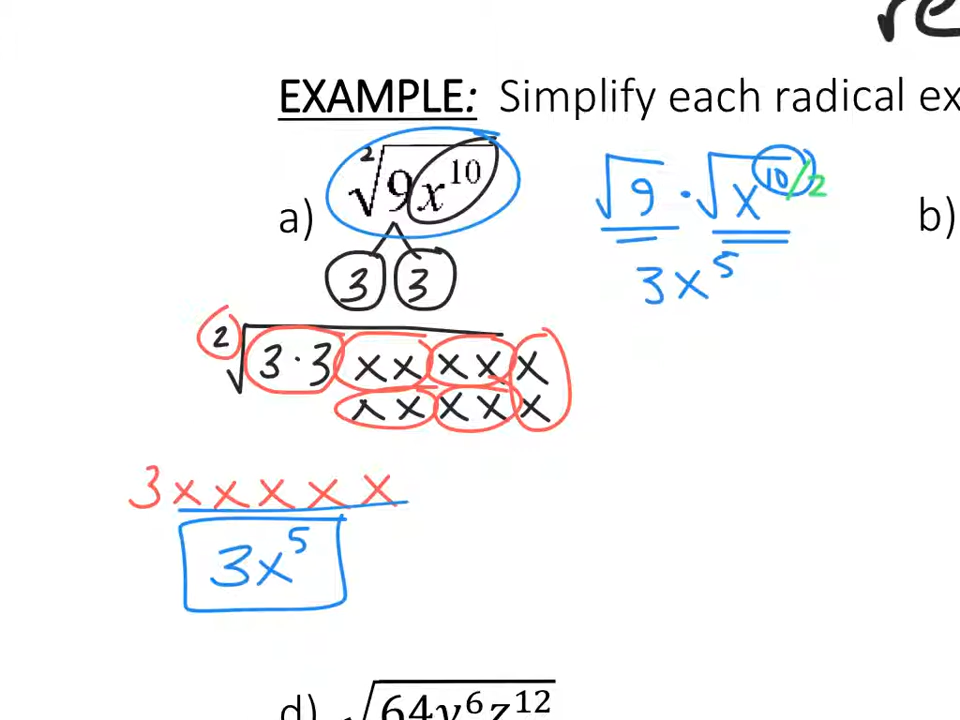 re
EXAMPLE: Simplify each radical ex
a) ²√9x¹⁰ √9 · √x¹⁰/2 b)
3 3 3x⁵
²√3·3 xx xx x
xx xx x
3xxxxx
3x⁵
d) √64y⁶z¹²